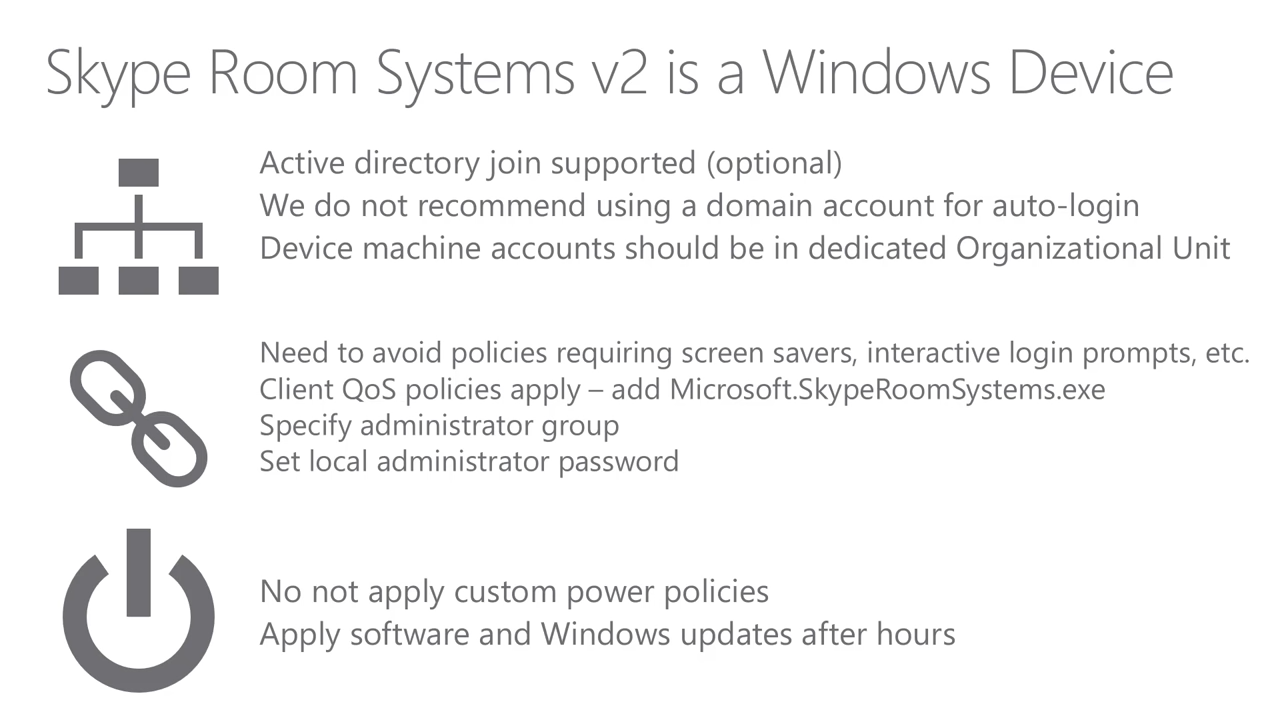 Skype Room Systems v2 is a Windows Device
Active directory join supported (optional)
We do not recommend using a domain account for auto-login
Device machine accounts should be in dedicated Organizational Unit
Need to avoid policies requiring screen savers, interactive login prompts, etc.
Client QoS policies apply – add Microsoft.SkypeRoomSystems.exe
Specify administrator group
Set local administrator password
No not apply custom power policies
Apply software and Windows updates after hours